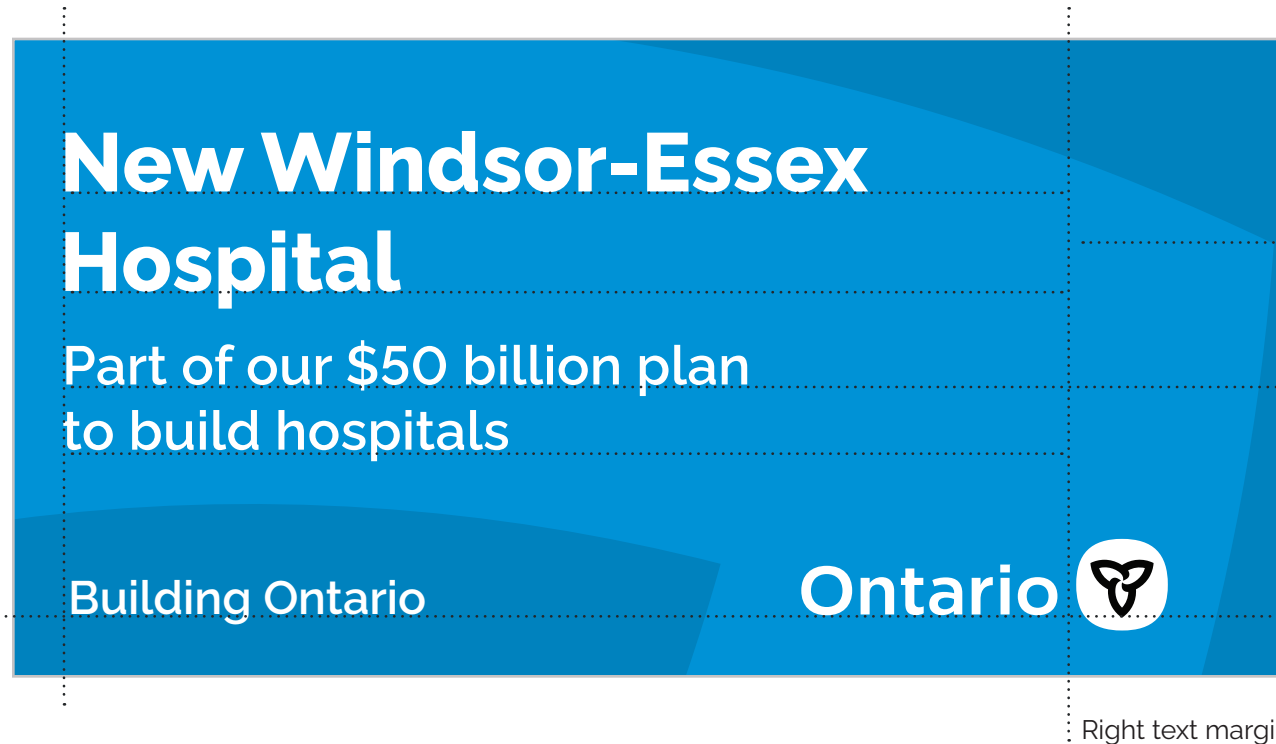 New Windsor-Essex
Hospital
Part of our $50 billion plan
to build hospitals
Building Ontario
Ontario
Right text margi